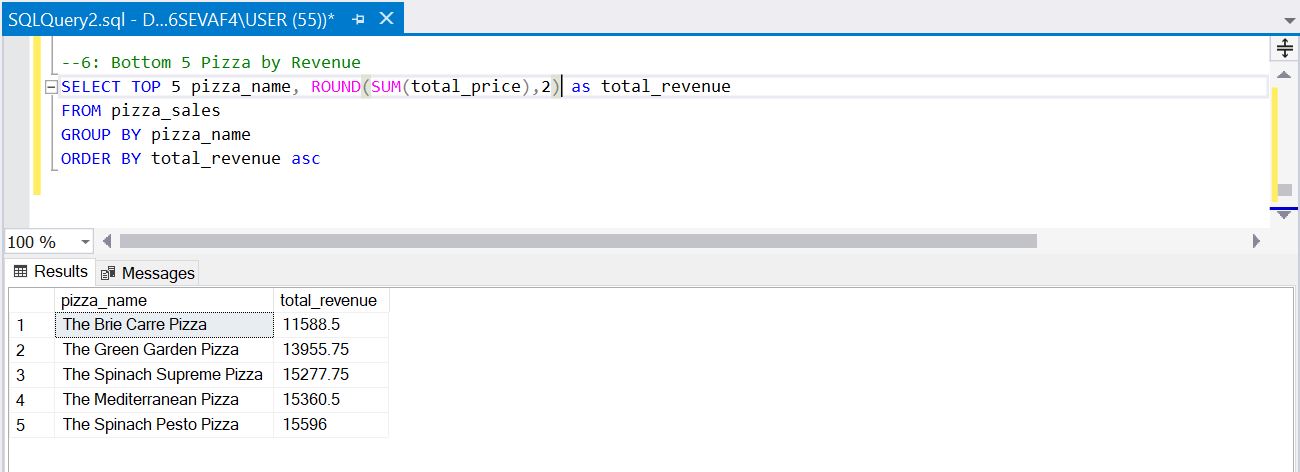 SQLQuery2.sql - D...6SEVAF4\USER (55))*
--6: Bottom 5 Pizza by Revenue
SELECT TOP 5 pizza_name, ROUND(SUM(total_price),2) as total_revenue
FROM pizza_sales
GROUP BY pizza_name
ORDER BY total_revenue asc
100 %
Results Messages
pizza_name total_revenue
1 The Brie Carre Pizza 11588.5
2 The Green Garden Pizza 13955.75
3 The Spinach Supreme Pizza 15277.75
4 The Mediterranean Pizza 15360.5
5 The Spinach Pesto Pizza 15596